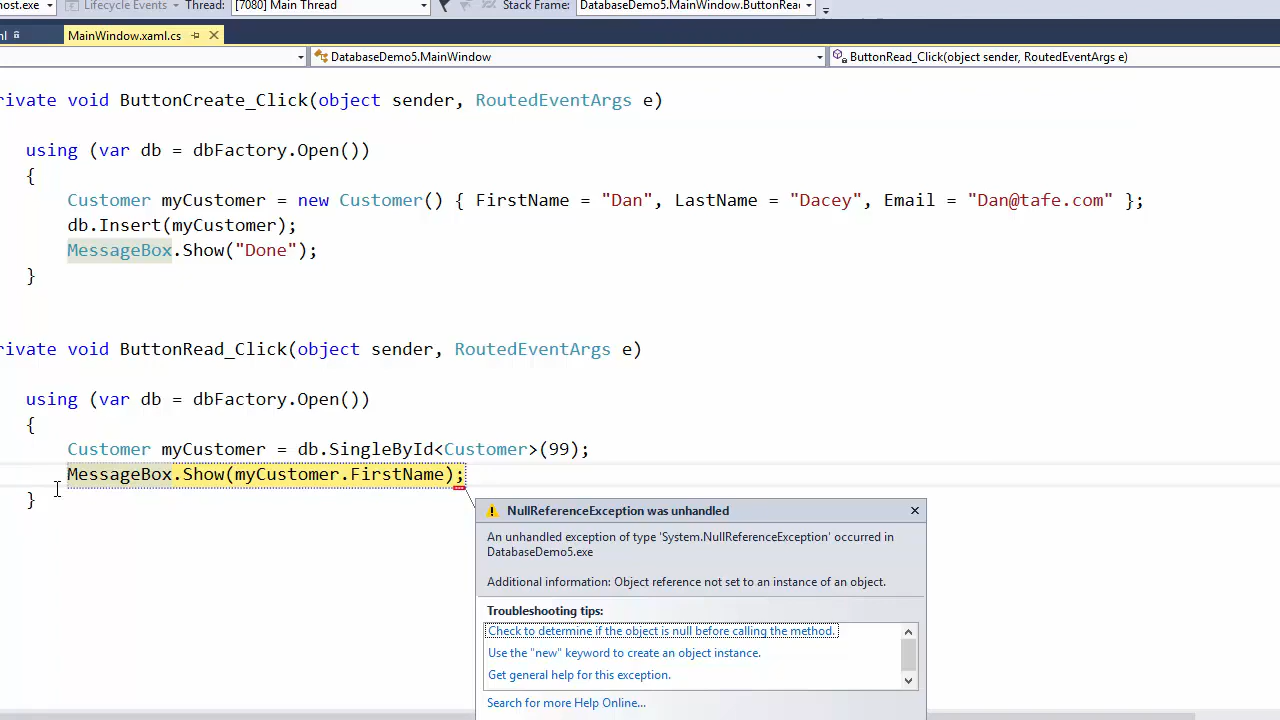 ost.exe Lifecycle Events Thread: [7080] Main Thread Stack Frame: DatabaseDemo5.MainWindow.ButtonRea
ml MainWindow.xaml.cs
DatabaseDemo5.MainWindow ButtonRead_Click(object sender, RoutedEventArgs e)
rivate void ButtonCreate_Click(object sender, RoutedEventArgs e)
using (var db = dbFactory.Open())
{
Customer myCustomer = new Customer() { FirstName = "Dan", LastName = "Dacey", Email = "Dan@tafe.com" };
db.Insert(myCustomer);
MessageBox.Show("Done");
}
rivate void ButtonRead_Click(object sender, RoutedEventArgs e)
using (var db = dbFactory.Open())
{
Customer myCustomer = db.SingleById<Customer>(99);
MessageBox.Show(myCustomer.FirstName);
}
NullReferenceException was unhandled
An unhandled exception of type 'System.NullReferenceException' occurred in
DatabaseDemo5.exe
Additional information: Object reference not set to an instance of an object.
Troubleshooting tips:
Check to determine if the object is null before calling the method.
Use the "new" keyword to create an object instance.
Get general help for this exception.
Search for more Help Online...